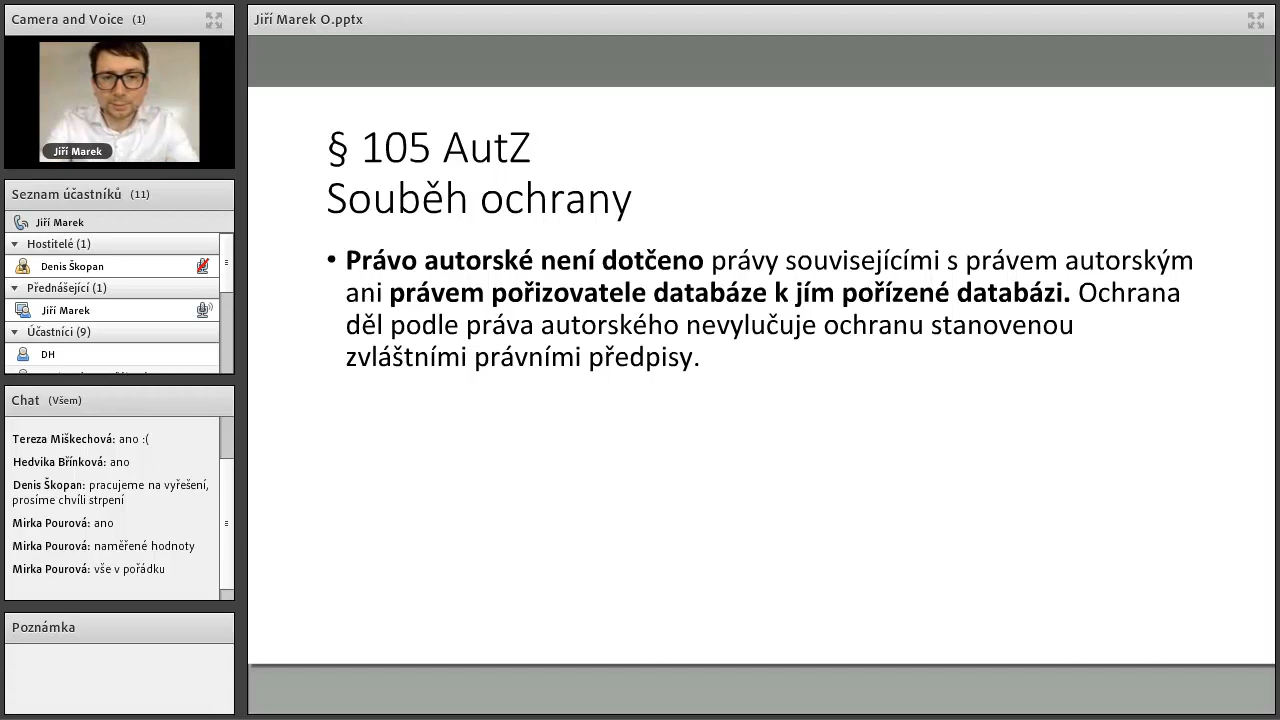 Camera and Voice (1)
Jiří Marek
Seznam účastníků (11)
Jiří Marek
Hostitelé (1)
Denis Škopan
Přednášející (1)
Jiří Marek
Účastníci (9)
DH
Chat (Všem)
Tereza Miškechová: ano :(
Hedvika Břínková: ano
Denis Škopan: pracujeme na vyřešení,
prosíme chvíli strpení
Mirka Pourová: ano
Mirka Pourová: naměřené hodnoty
Mirka Pourová: vše v pořádku
Poznámka
Jiří Marek O.pptx
§ 105 AutZ
Souběh ochrany
• Právo autorské není dotčeno právy souvisejícími s právem autorským
ani právem pořizovatele databáze k jím pořízené databázi. Ochrana
děl podle práva autorského nevylučuje ochranu stanovenou
zvláštními právními předpisy.